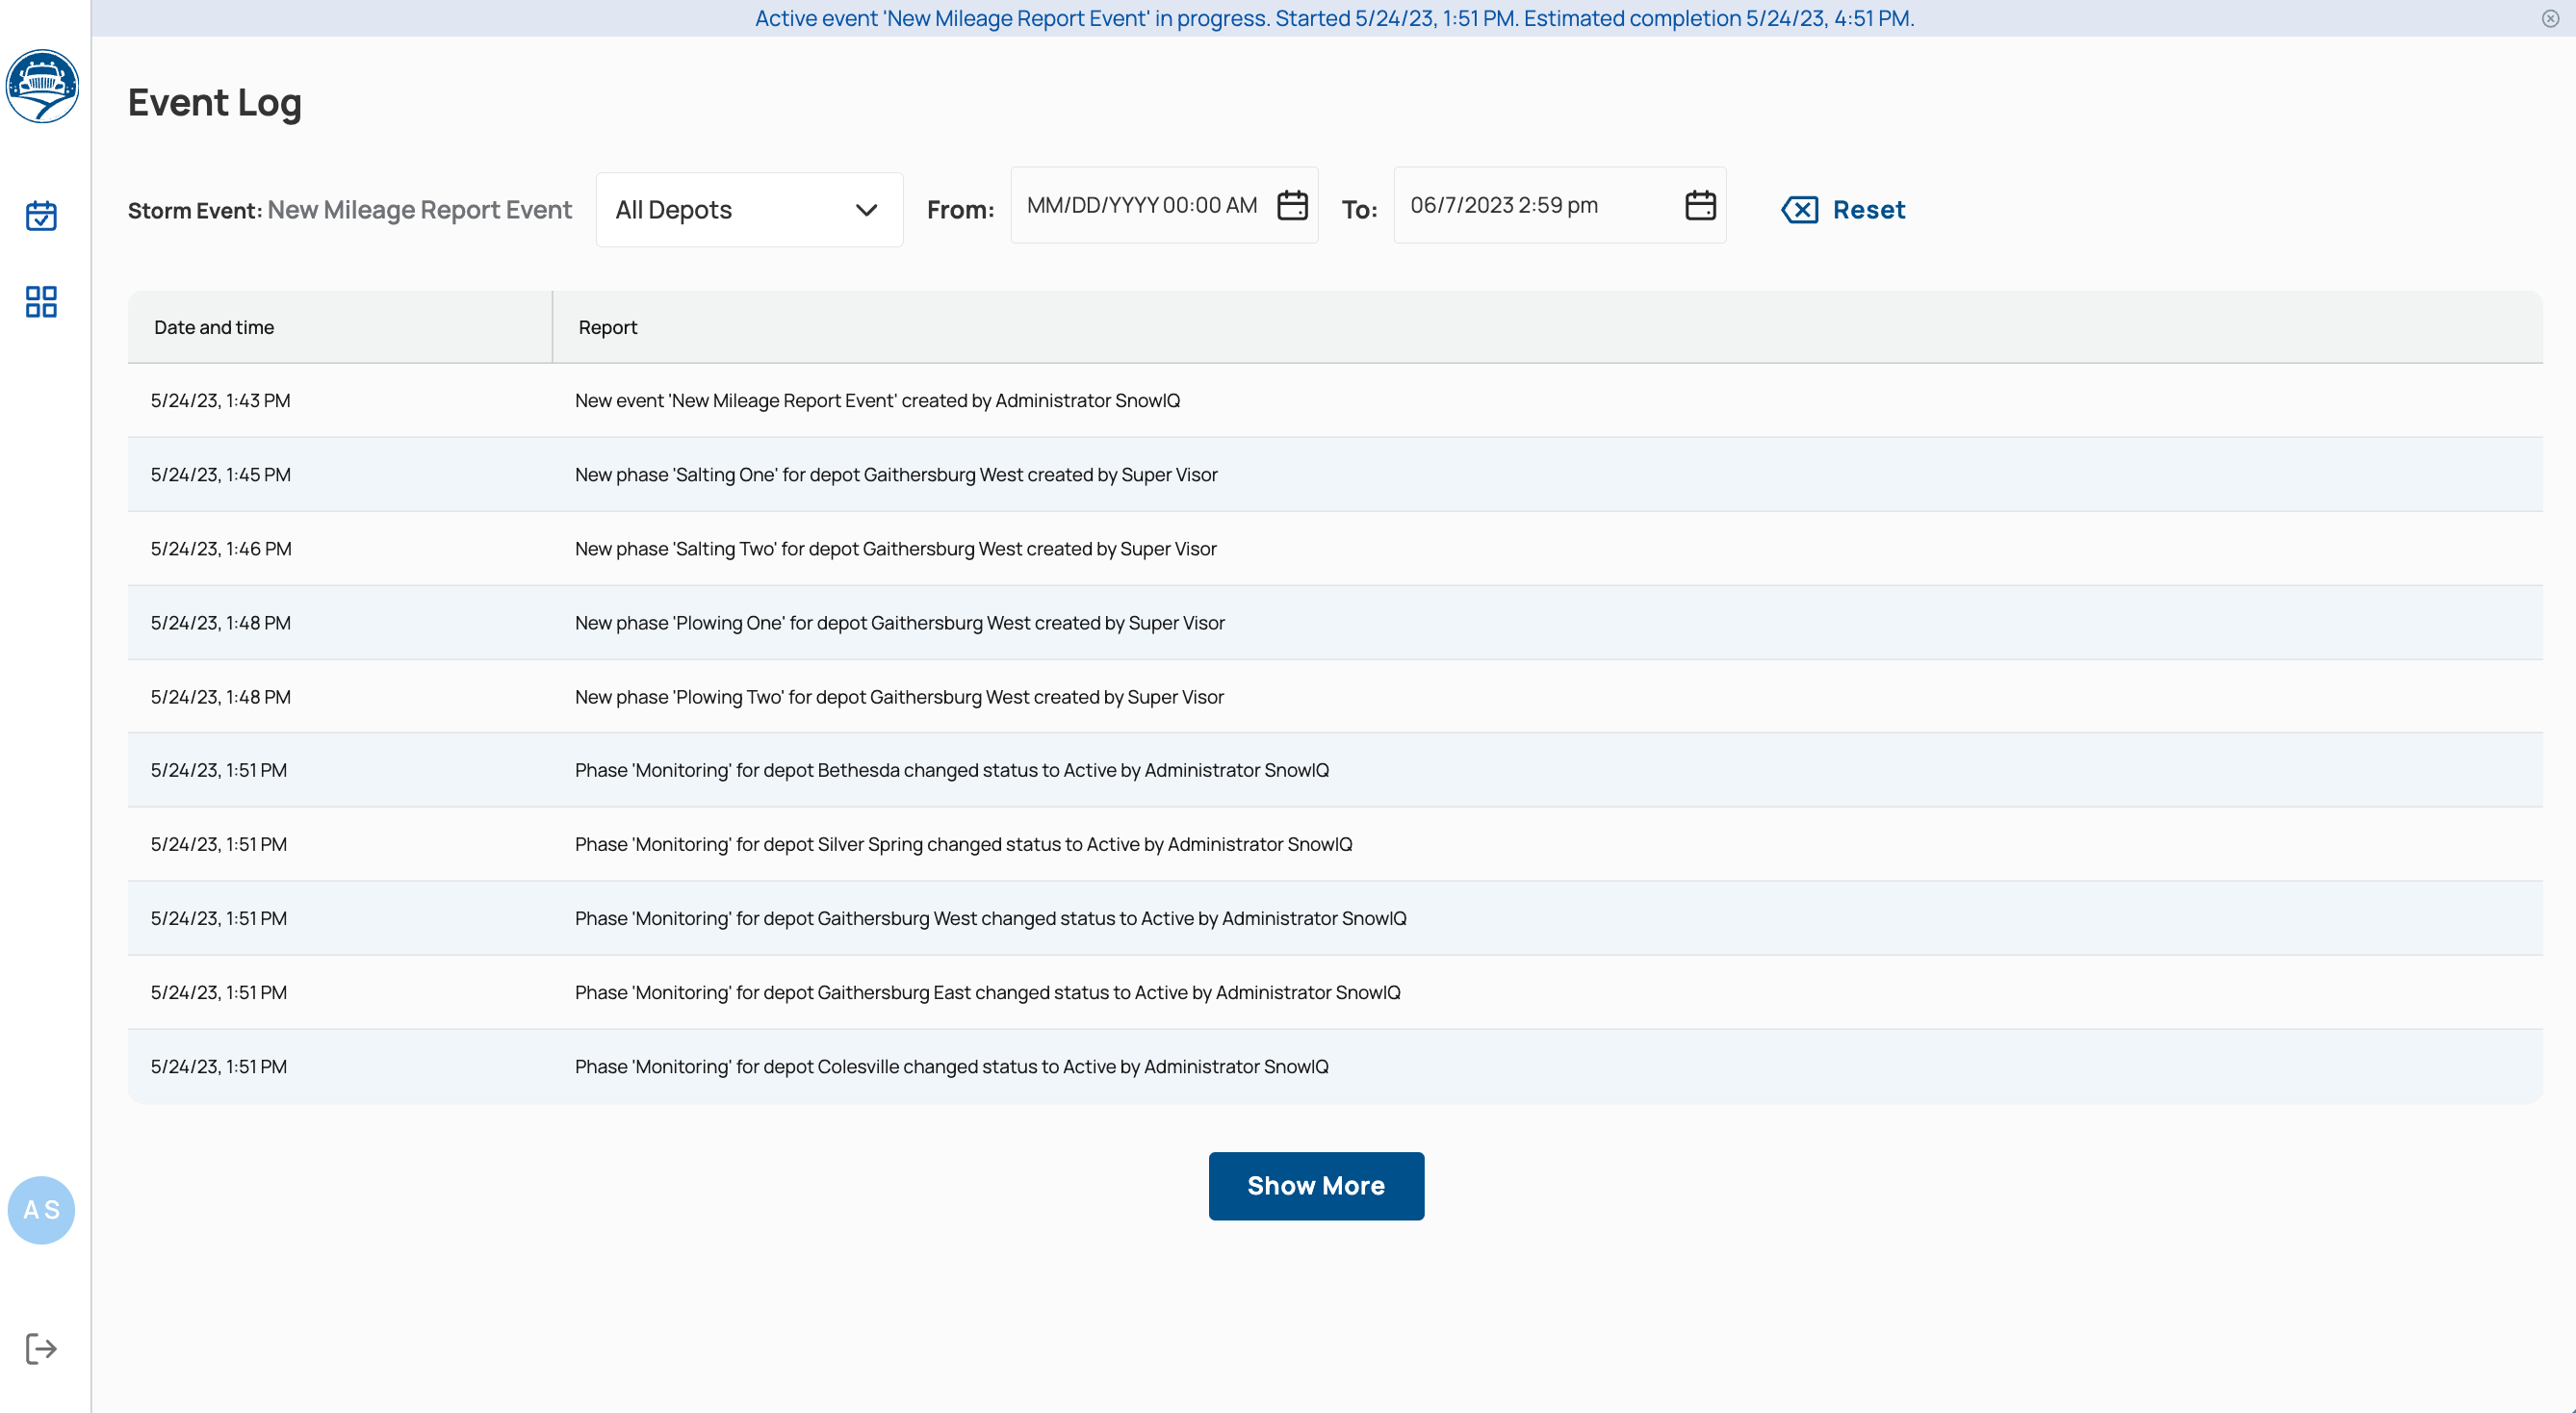 Active event 'New Mileage Report Event' in progress. Started 5/24/23, 1:51 PM. Estimated completion 5/24/23, 4:51 PM.
Event Log
Storm Event: New Mileage Report Event All Depots From: MM/DD/YYYY 00:00 AM To: 06/7/2023 2:59 pm Reset
Date and time Report
5/24/23, 1:43 PM New event 'New Mileage Report Event' created by Administrator SnowIQ
5/24/23, 1:45 PM New phase 'Salting One' for depot Gaithersburg West created by Super Visor
5/24/23, 1:46 PM New phase 'Salting Two' for depot Gaithersburg West created by Super Visor
5/24/23, 1:48 PM New phase 'Plowing One' for depot Gaithersburg West created by Super Visor
5/24/23, 1:48 PM New phase 'Plowing Two' for depot Gaithersburg West created by Super Visor
5/24/23, 1:51 PM Phase 'Monitoring' for depot Bethesda changed status to Active by Administrator SnowIQ
5/24/23, 1:51 PM Phase 'Monitoring' for depot Silver Spring changed status to Active by Administrator SnowIQ
5/24/23, 1:51 PM Phase 'Monitoring' for depot Gaithersburg West changed status to Active by Administrator SnowIQ
5/24/23, 1:51 PM Phase 'Monitoring' for depot Gaithersburg East changed status to Active by Administrator SnowIQ
5/24/23, 1:51 PM Phase 'Monitoring' for depot Colesville changed status to Active by Administrator SnowIQ
Show More
A S